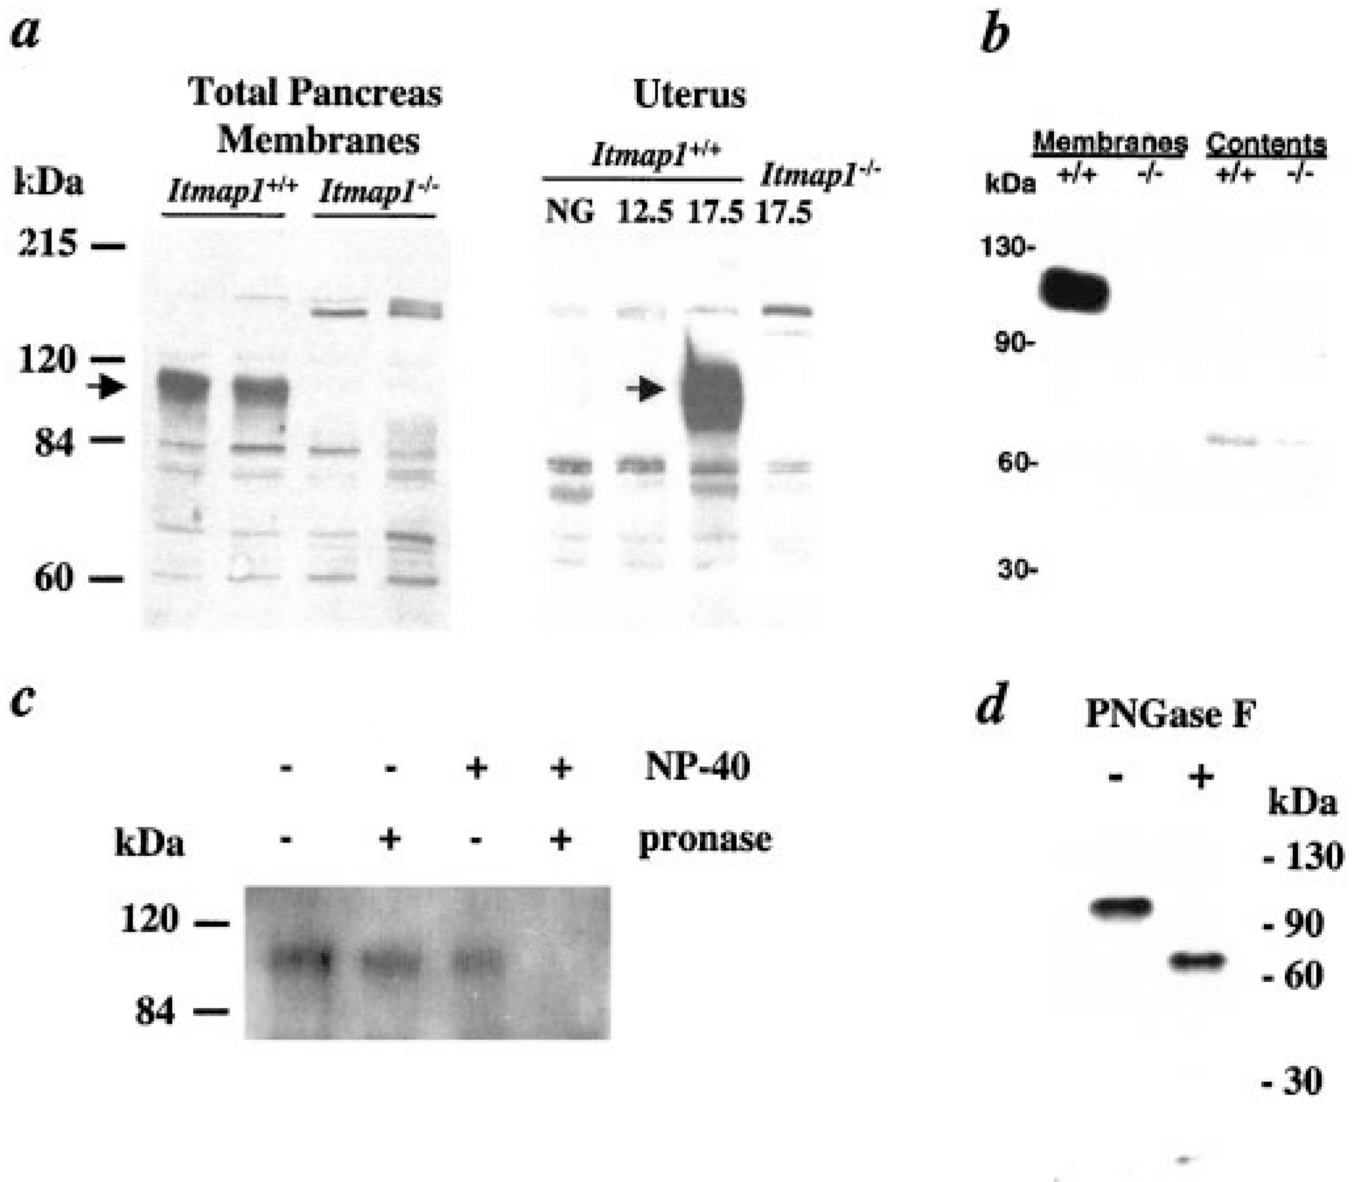 a
Total Pancreas
Membranes
kDa
Itmap1+/+ Itmap1-/-
215
120
84
60
Uterus
Itmap1+/+ Itmap1-/-
NG 12.5 17.5 17.5
b
Membranes Contents
kDa +/+ -/- +/+ -/-
130-
90-
60-
30-
c
- - + + NP-40
kDa - + - + pronase
120
84
d
PNGase F
- +
kDa
- 130
- 90
- 60
- 30